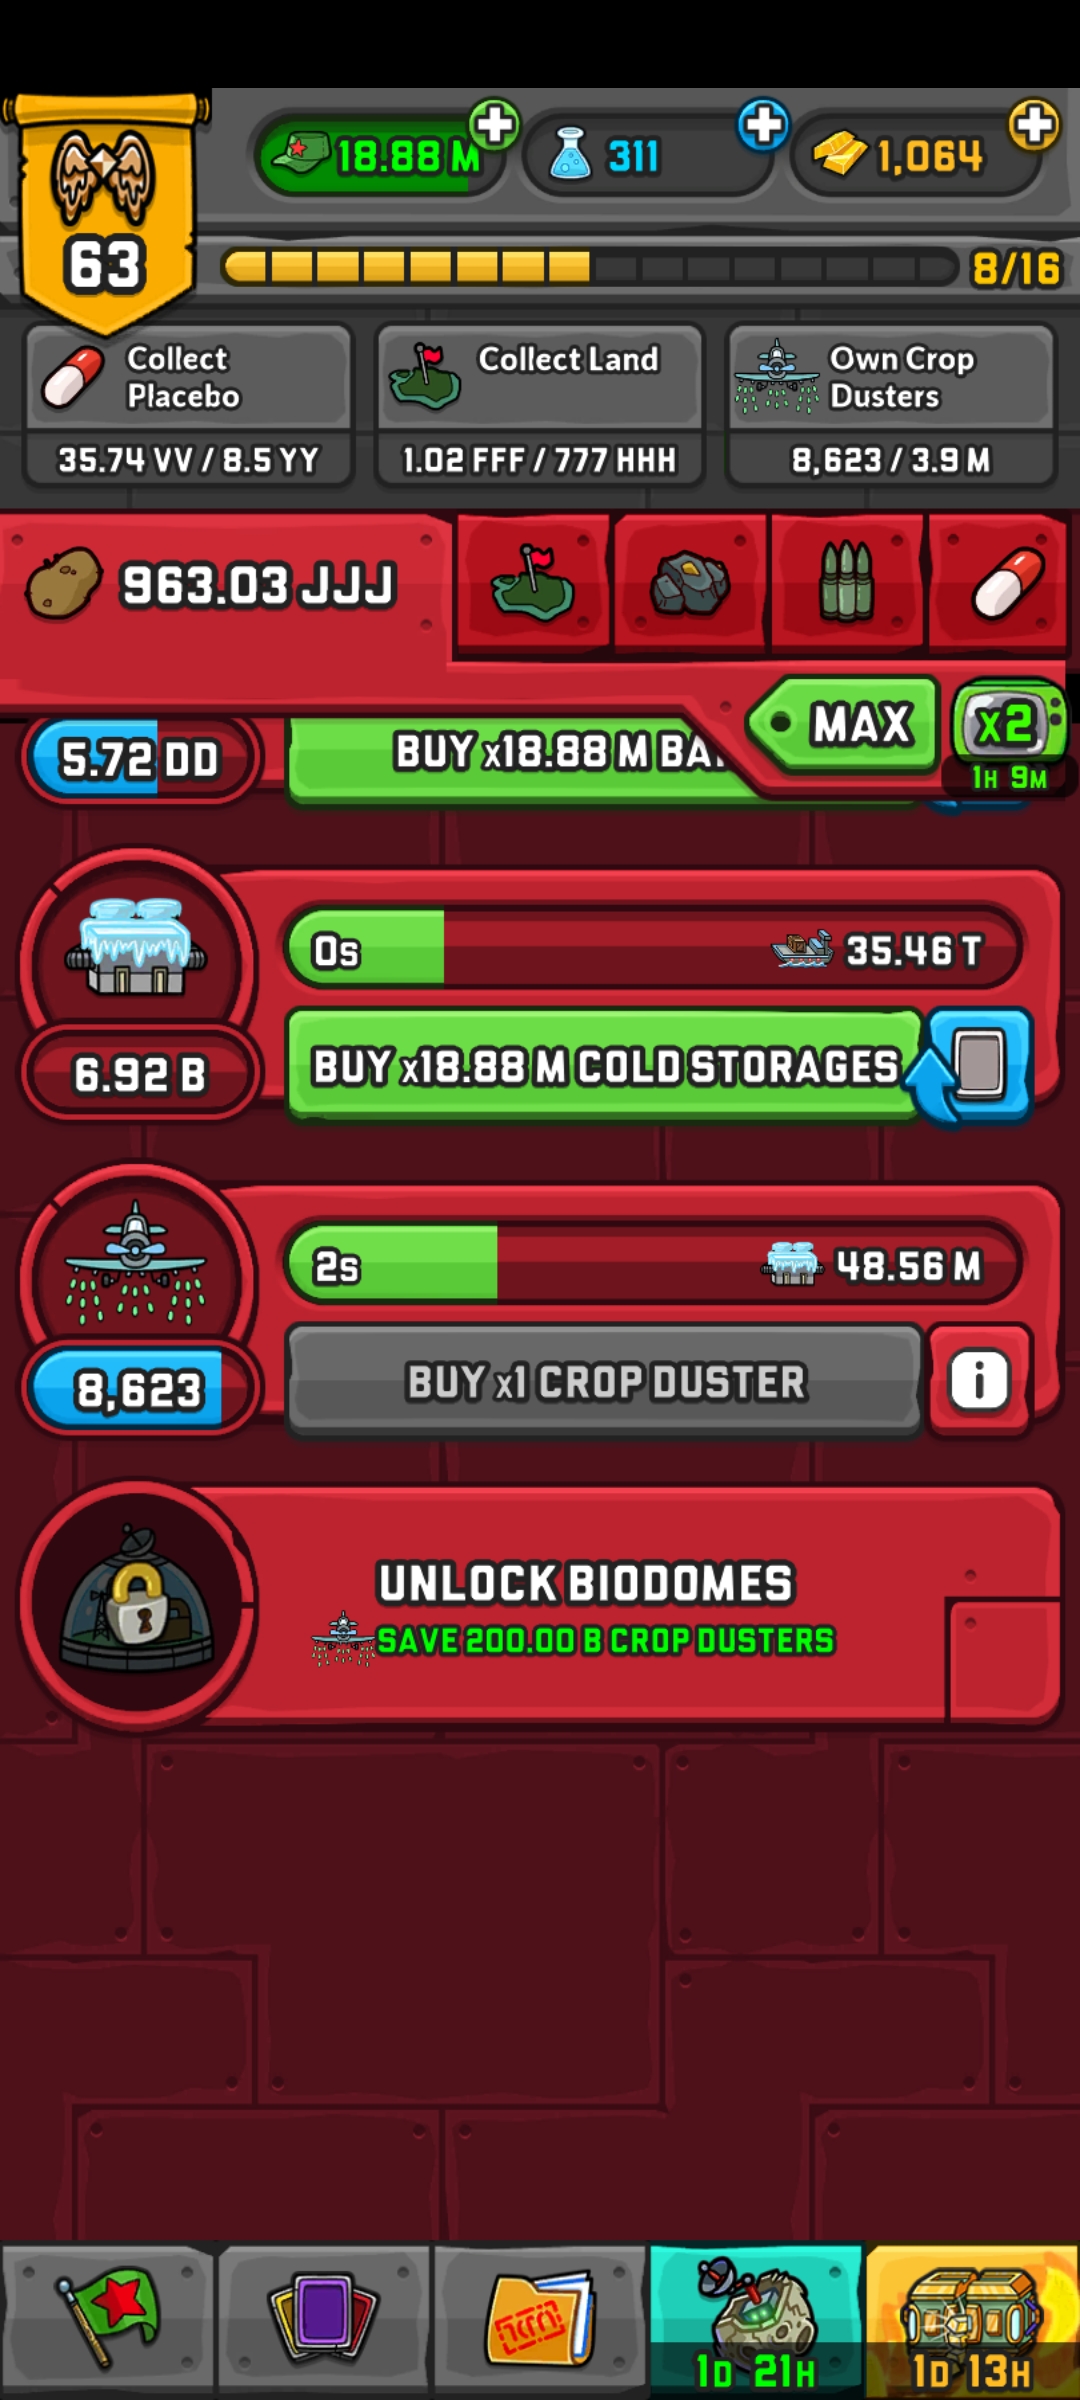 18.88 M
311
1,064
63
8/16
Collect
Placebo
35.74 VV / 8.5 YY
Collect Land
1.02 FFF / 777 HHH
Own Crop
Dusters
8,623 / 3.9 M
963.03 JJJ
MAX
x2
1H 9M
5.72 DD
BUY x18.88 M BA
0s
35.46 T
6.92 B
BUY x18.88 M COLD STORAGES
2s
48.56 M
8,623
BUY x1 CROP DUSTER
i
UNLOCK BIODOMES
SAVE 200.00 B CROP DUSTERS
1D 21H
1D 13H